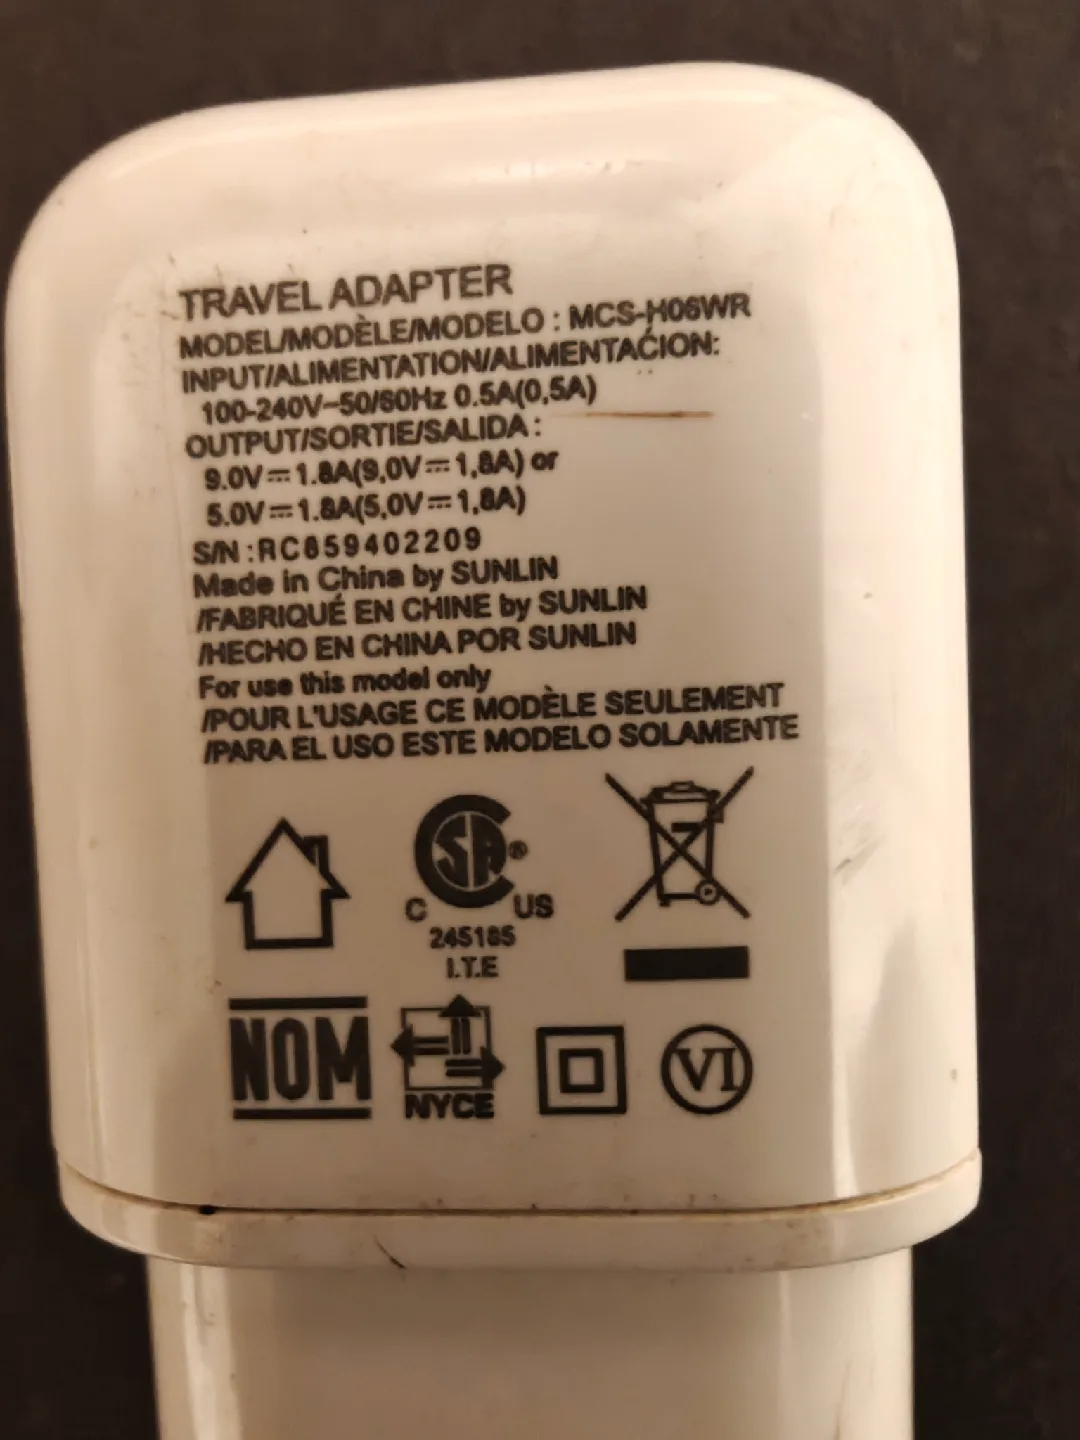 TRAVEL ADAPTER
MODEL/MODÈLE/MODELO : MCS-H06WR
INPUT/ALIMENTATION/ALIMENTAĆION:
100-240V~50/60Hz 0.5A(0,5A)
OUTPUT/SORTIE/SALIDA :
9.0V⎓1.8A(9,0V⎓1,8A) or
5.0V⎓1.8A(5,0V⎓1,8A)
S/N :RC859402209
Made in China by SUNLIN
/FABRIQUÉ EN CHINE by SUNLIN
/HECHO EN CHINA POR SUNLIN
For use this model only
/POUR L'USAGE CE MODÈLE SEULEMENT
/PARA EL USO ESTE MODELO SOLAMENTE
CSA®
C US
245185
I.T.E
NOM NYCE VI